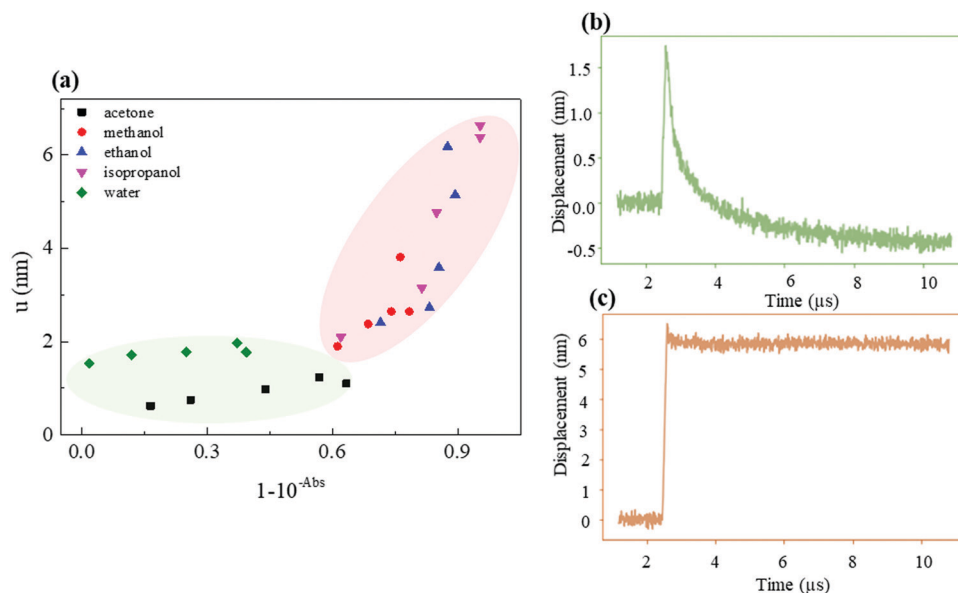 (a)
acetone
methanol
ethanol
isopropanol
water
6
4
2
0
u (nm)
0.0 0.3 0.6 0.9
1-10^-Abs
(b)
1.5
1.0
0.5
0.0
-0.5
Displacement (nm)
2 4 6 8 10
Time (μs)
(c)
6
5
4
3
2
1
0
Displacement (nm)
2 4 6 8 10
Time (μs)